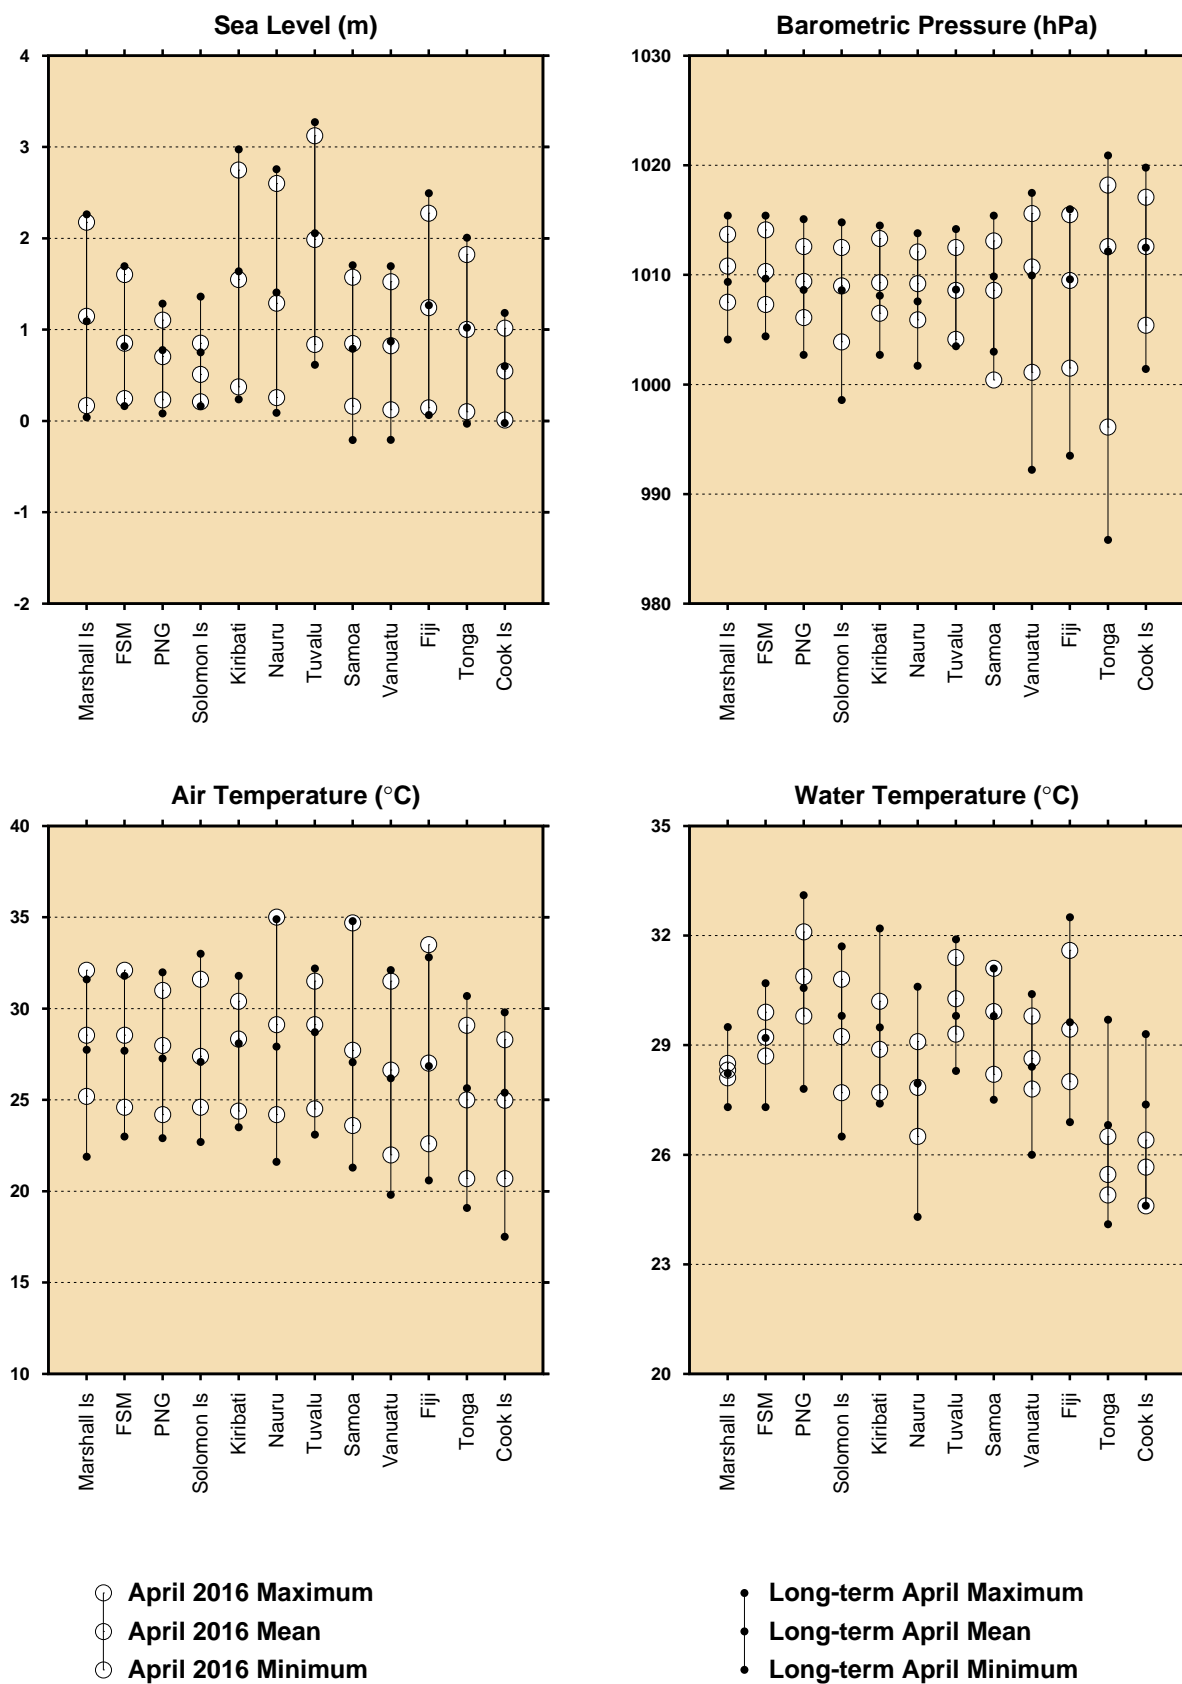 Sea Level (m)
4
3
2
1
0
-1
-2
Marshall Is
FSM
PNG
Solomon Is
Kiribati
Nauru
Tuvalu
Samoa
Vanuatu
Fiji
Tonga
Cook Is
Barometric Pressure (hPa)
1030
1020
1010
1000
990
980
Marshall Is
FSM
PNG
Solomon Is
Kiribati
Nauru
Tuvalu
Samoa
Vanuatu
Fiji
Tonga
Cook Is
Air Temperature (°C)
40
35
30
25
20
15
10
Marshall Is
FSM
PNG
Solomon Is
Kiribati
Nauru
Tuvalu
Samoa
Vanuatu
Fiji
Tonga
Cook Is
Water Temperature (°C)
35
32
29
26
23
20
Marshall Is
FSM
PNG
Solomon Is
Kiribati
Nauru
Tuvalu
Samoa
Vanuatu
Fiji
Tonga
Cook Is
April 2016 Maximum
April 2016 Mean
April 2016 Minimum
Long-term April Maximum
Long-term April Mean
Long-term April Minimum